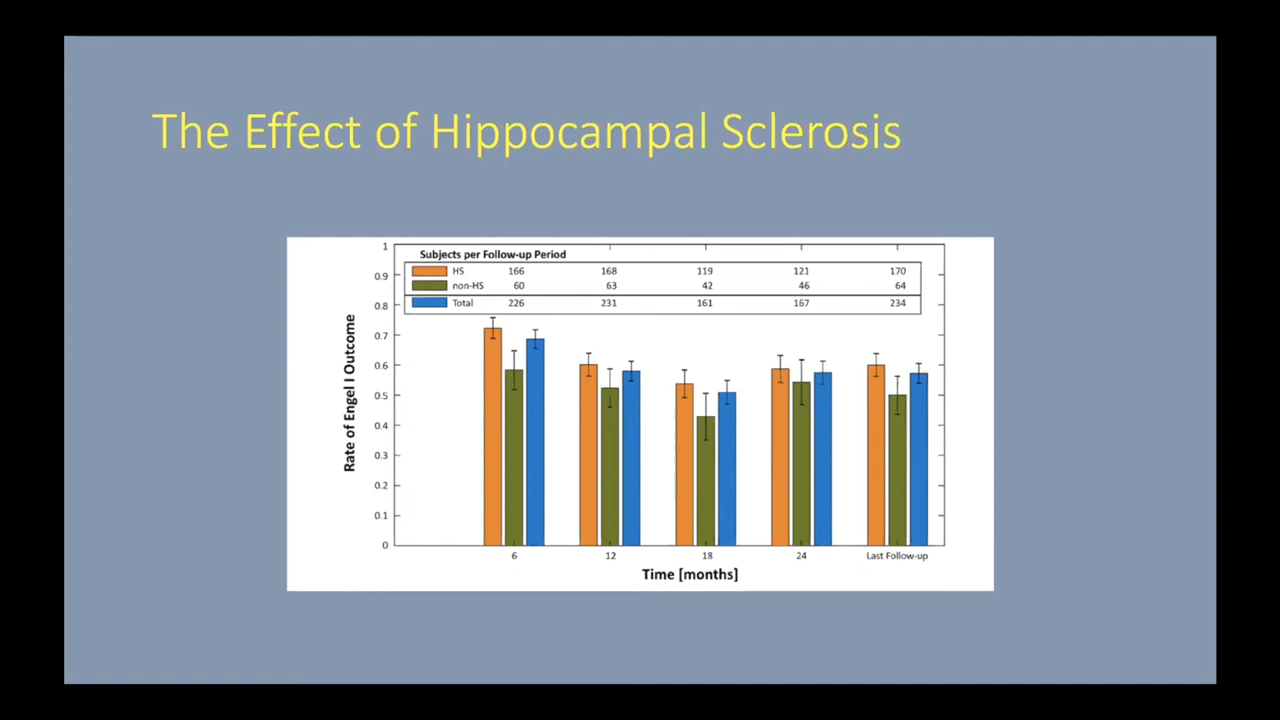 The Effect of Hippocampal Sclerosis
Subjects per Follow-up Period
HS 166 168 119 121 170
non-HS 60 63 42 46 64
Total 226 231 161 167 234
1
0.9
0.8
0.7
0.6
0.5
0.4
0.3
0.2
0.1
0
Rate of Engel I Outcome
6 12 18 24 Last Follow-up
Time [months]